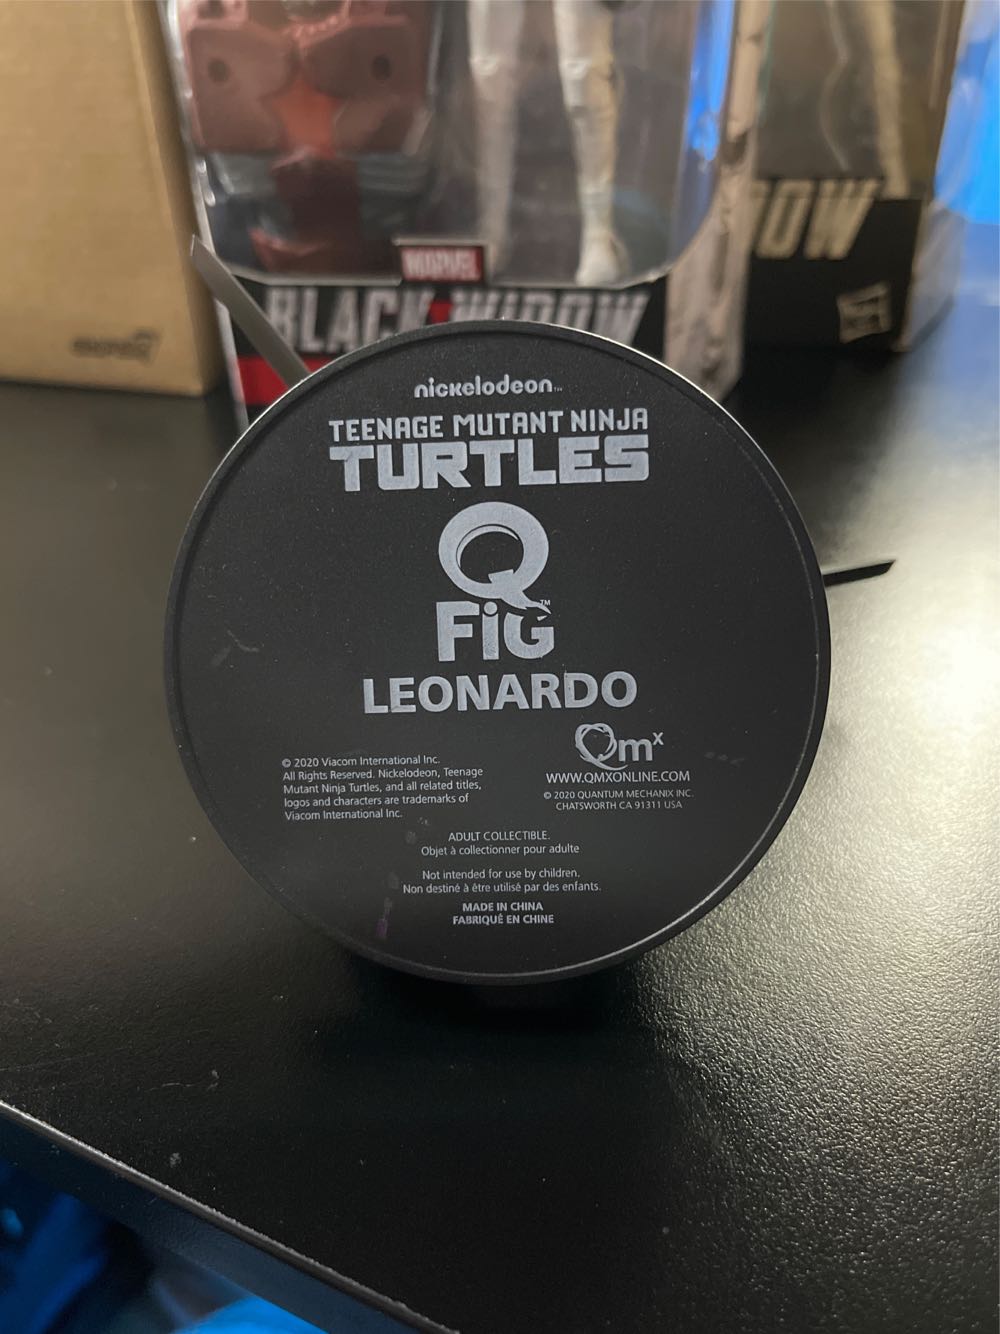 MARVEL
BLACK WIDOW
OW
nickelodeon™
TEENAGE MUTANT NINJA
TURTLES
Q
FiG™
LEONARDO
© 2020 Viacom International Inc.
All Rights Reserved. Nickelodeon, Teenage
Mutant Ninja Turtles, and all related titles,
logos and characters are trademarks of
Viacom International Inc.
Qmx
WWW.QMXONLINE.COM
© 2020 QUANTUM MECHANIX INC.
CHATSWORTH CA 91311 USA
ADULT COLLECTIBLE.
Objet à collectionner pour adulte
Not intended for use by children.
Non destiné à être utilisé par des enfants.
MADE IN CHINA
FABRIQUÉ EN CHINE